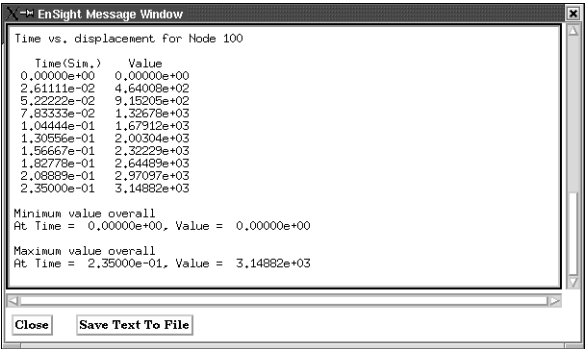 EnSight Message Window
Time vs. displacement for Node 100
Time(Sim.) Value
0.00000e+00 0.00000e+00
2.61111e-02 4.64008e+02
5.22222e-02 9.15205e+02
7.83333e-02 1.32678e+03
1.04444e-01 1.67912e+03
1.30556e-01 2.00304e+03
1.56667e-01 2.32229e+03
1.82778e-01 2.64489e+03
2.08889e-01 2.97097e+03
2.35000e-01 3.14882e+03
Minimum value overall
At Time = 0.00000e+00, Value = 0.00000e+00
Maximum value overall
At Time = 2.35000e-01, Value = 3.14882e+03
Close Save Text To File